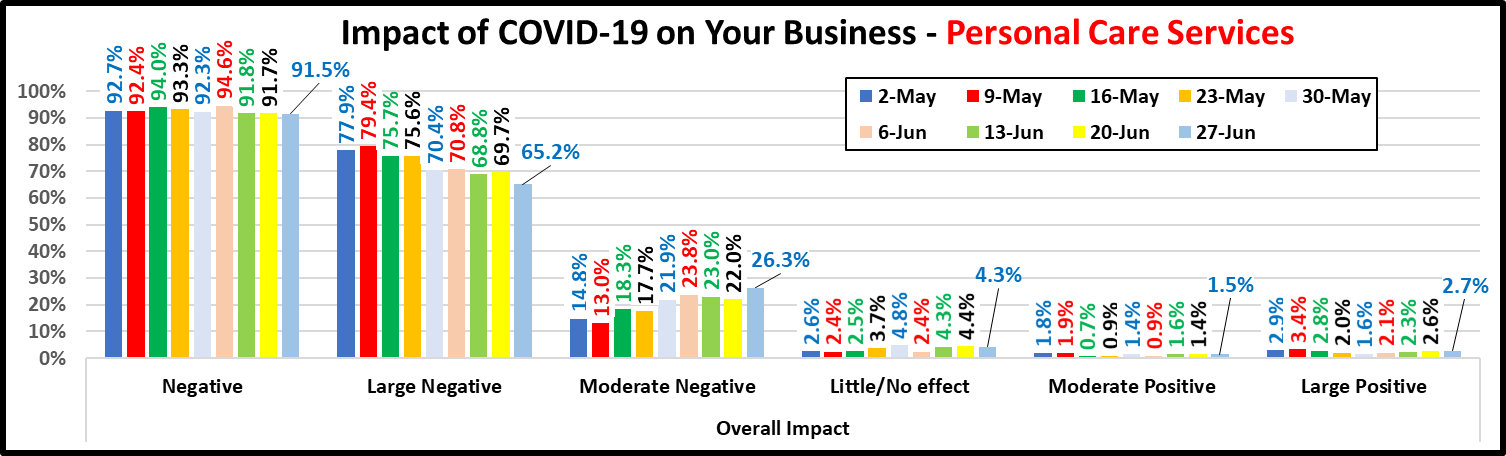 Impact of COVID-19 on Your Business - Personal Care Services
92.7% 92.4% 94.0% 93.3% 92.3% 94.6% 91.8% 91.7% 91.5%
77.9% 79.4% 75.7% 75.6% 70.4% 70.8% 68.8% 69.7% 65.2%
14.8% 13.0% 18.3% 17.7% 21.9% 23.8% 23.0% 22.0% 26.3%
2.6% 2.4% 2.5% 3.7% 4.8% 2.4% 4.3% 4.4% 4.3%
1.8% 1.9% 0.7% 0.9% 1.4% 0.9% 1.6% 1.4% 1.5%
2.9% 3.4% 2.8% 2.0% 1.6% 2.1% 2.3% 2.6% 2.7%
2-May 9-May 16-May 23-May 30-May
6-Jun 13-Jun 20-Jun 27-Jun
100%
90%
80%
70%
60%
50%
40%
30%
20%
10%
0%
Negative Large Negative Moderate Negative Little/No effect Moderate Positive Large Positive
Overall Impact